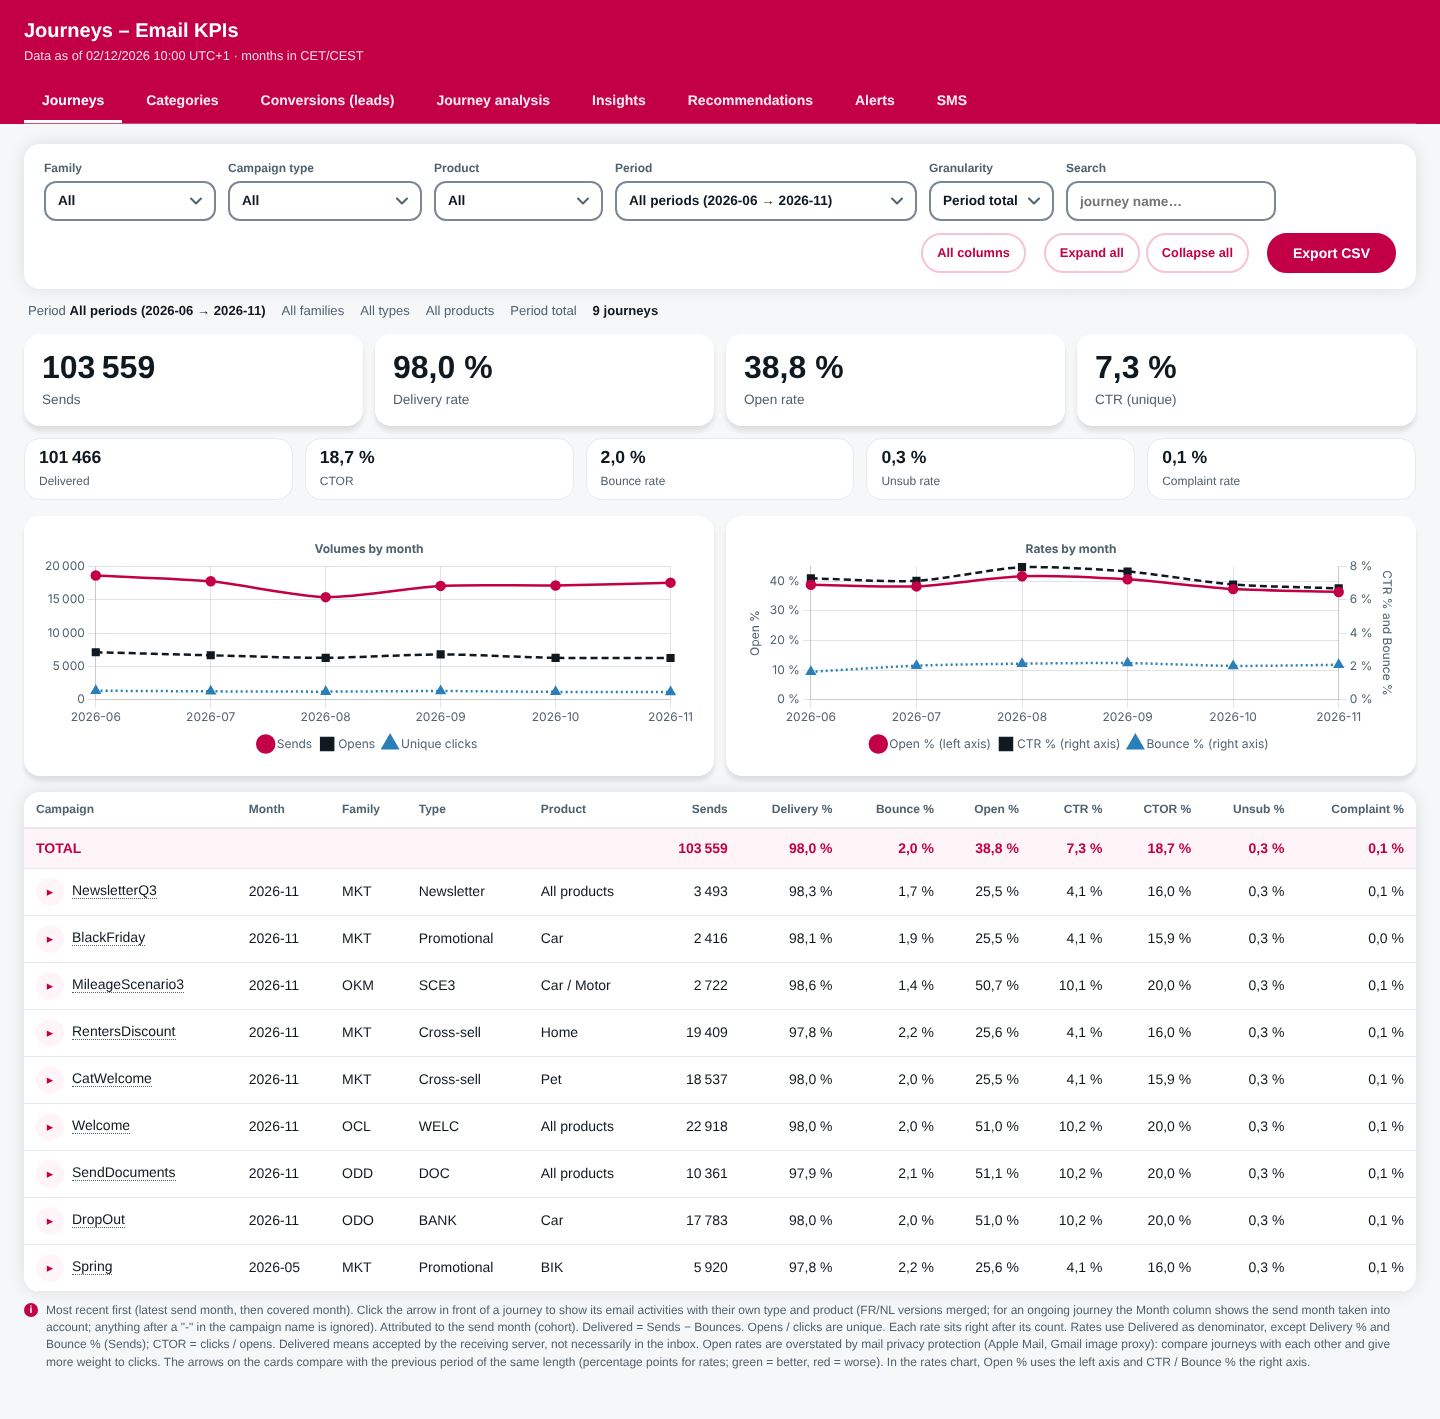 Journeys – Email KPIs
Data as of 02/12/2026 10:00 UTC+1 · months in CET/CEST
Journeys Categories Conversions (leads) Journey analysis Insights Recommendations Alerts SMS
Family Campaign type Product Period Granularity Search
All All All All periods (2026-06 → 2026-11) Period total journey name…
All columns Expand all Collapse all Export CSV
Period All periods (2026-06 → 2026-11) All families All types All products Period total 9 journeys
103 559 98,0 % 38,8 % 7,3 %
Sends Delivery rate Open rate CTR (unique)
101 466 18,7 % 2,0 % 0,3 % 0,1 %
Delivered CTOR Bounce rate Unsub rate Complaint rate
Volumes by month
20 000
15 000
10 000
5 000
0
2026-06 2026-07 2026-08 2026-09 2026-10 2026-11
Sends Opens Unique clicks
Rates by month
Open %
40 %
30 %
20 %
10 %
0 %
8 %
6 %
4 %
2 %
0 %
CTR % and Bounce %
2026-06 2026-07 2026-08 2026-09 2026-10 2026-11
Open % (left axis) CTR % (right axis) Bounce % (right axis)
Campaign Month Family Type Product Sends Delivery % Bounce % Open % CTR % CTOR % Unsub % Complaint %
TOTAL 103 559 98,0 % 2,0 % 38,8 % 7,3 % 18,7 % 0,3 % 0,1 %
NewsletterQ3 2026-11 MKT Newsletter All products 3 493 98,3 % 1,7 % 25,5 % 4,1 % 16,0 % 0,3 % 0,1 %
BlackFriday 2026-11 MKT Promotional Car 2 416 98,1 % 1,9 % 25,5 % 4,1 % 15,9 % 0,3 % 0,0 %
MileageScenario3 2026-11 OKM SCE3 Car / Motor 2 722 98,6 % 1,4 % 50,7 % 10,1 % 20,0 % 0,3 % 0,1 %
RentersDiscount 2026-11 MKT Cross-sell Home 19 409 97,8 % 2,2 % 25,6 % 4,1 % 16,0 % 0,3 % 0,1 %
CatWelcome 2026-11 MKT Cross-sell Pet 18 537 98,0 % 2,0 % 25,5 % 4,1 % 15,9 % 0,3 % 0,1 %
Welcome 2026-11 OCL WELC All products 22 918 98,0 % 2,0 % 51,0 % 10,2 % 20,0 % 0,3 % 0,1 %
SendDocuments 2026-11 ODD DOC All products 10 361 97,9 % 2,1 % 51,1 % 10,2 % 20,0 % 0,3 % 0,1 %
DropOut 2026-11 ODO BANK Car 17 783 98,0 % 2,0 % 51,0 % 10,2 % 20,0 % 0,3 % 0,1 %
Spring 2026-05 MKT Promotional BIK 5 920 97,8 % 2,2 % 25,6 % 4,1 % 16,0 % 0,3 % 0,1 %
Most recent first (latest send month, then covered month). Click the arrow in front of a journey to show its email activities with their own type and product (FR/NL versions merged; for an ongoing journey the Month column shows the send month taken into
account; anything after a "-" in the campaign name is ignored). Attributed to the send month (cohort). Delivered = Sends − Bounces. Opens / clicks are unique. Each rate sits right after its count. Rates use Delivered as denominator, except Delivery % and
Bounce % (Sends); CTOR = clicks / opens. Delivered means accepted by the receiving server, not necessarily in the inbox. Open rates are overstated by mail privacy protection (Apple Mail, Gmail image proxy): compare journeys with each other and give
more weight to clicks. The arrows on the cards compare with the previous period of the same length (percentage points for rates; green = better, red = worse). In the rates chart, Open % uses the left axis and CTR / Bounce % the right axis.